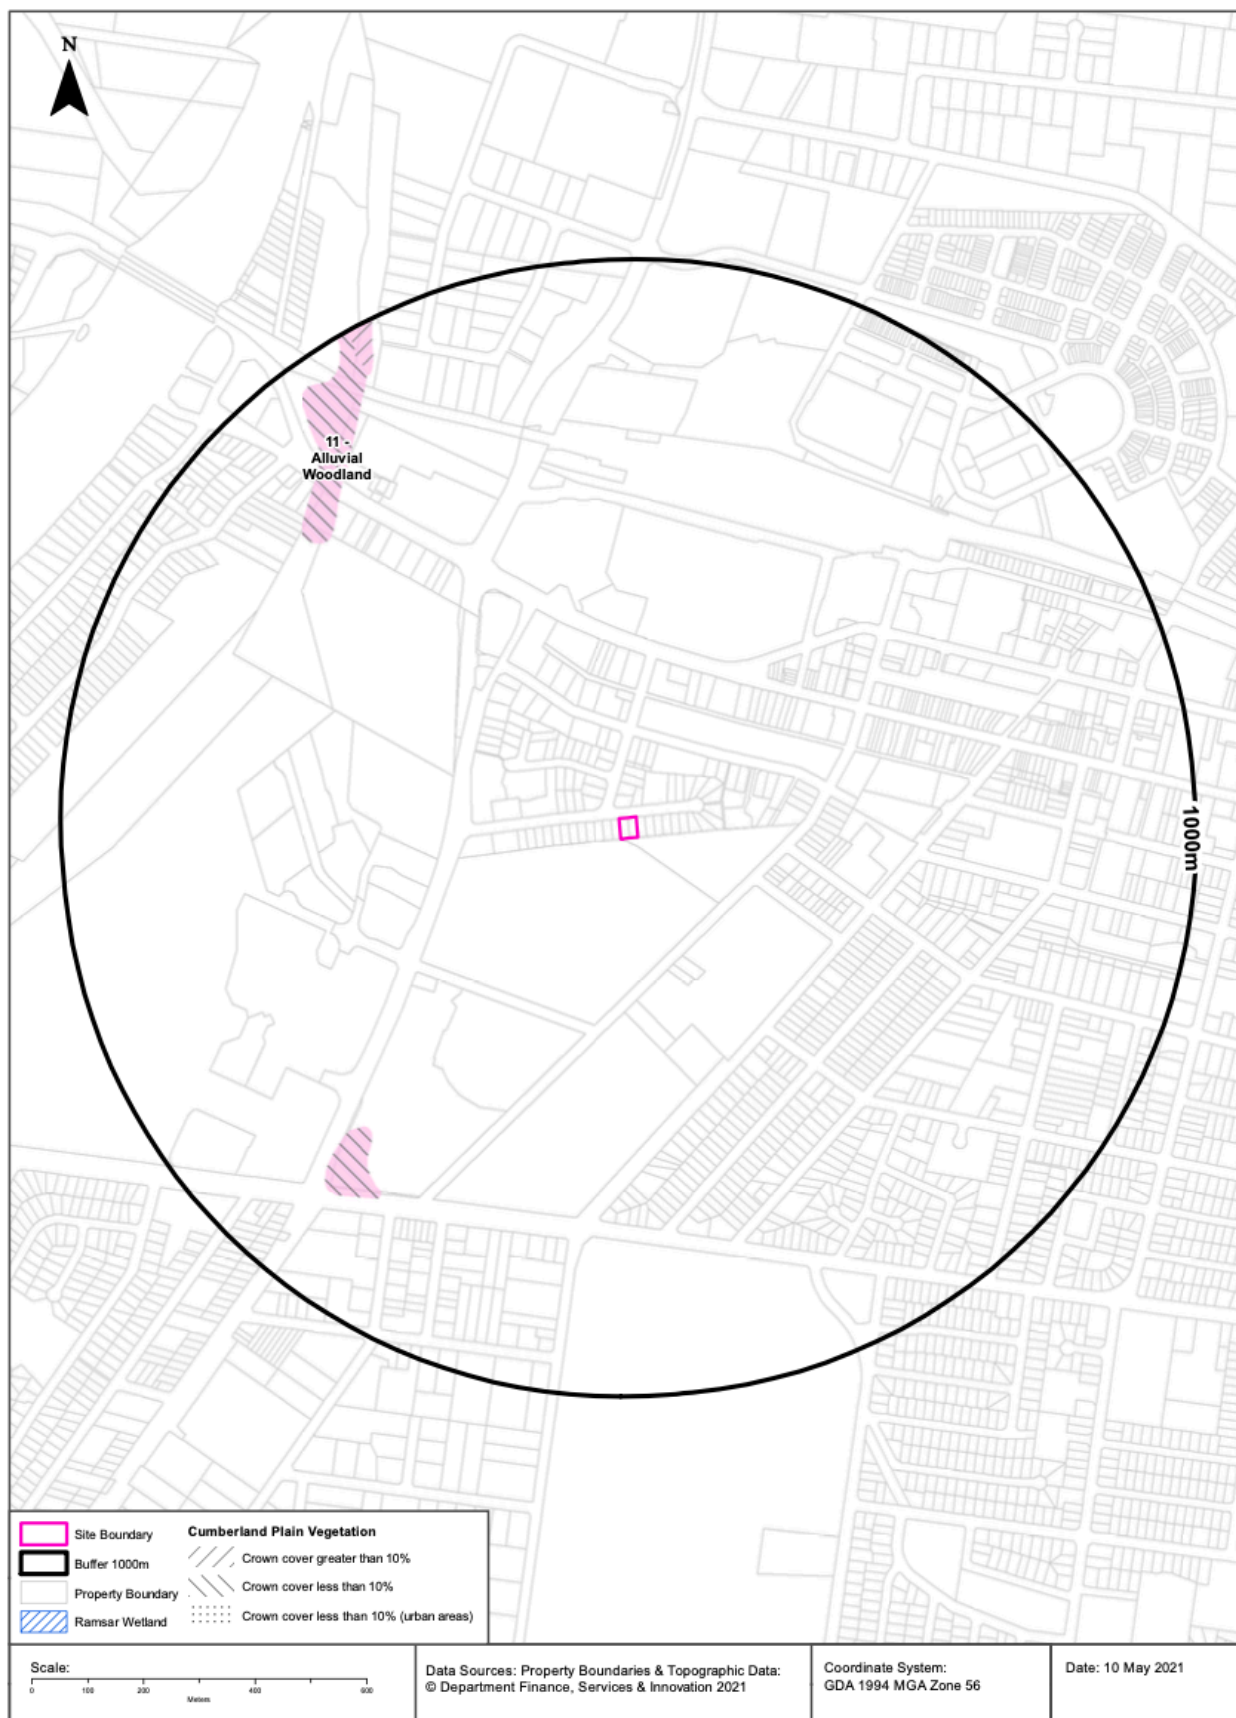 N
11 -
Alluvial
Woodland
1000m
Site Boundary
Buffer 1000m
Property Boundary
Ramsar Wetland
Cumberland Plain Vegetation
Crown cover greater than 10%
Crown cover less than 10%
Crown cover less than 10% (urban areas)
Scale:
0 100 200 400 600
Meters
Data Sources: Property Boundaries & Topographic Data:
© Department Finance, Services & Innovation 2021
Coordinate System:
GDA 1994 MGA Zone 56
Date: 10 May 2021